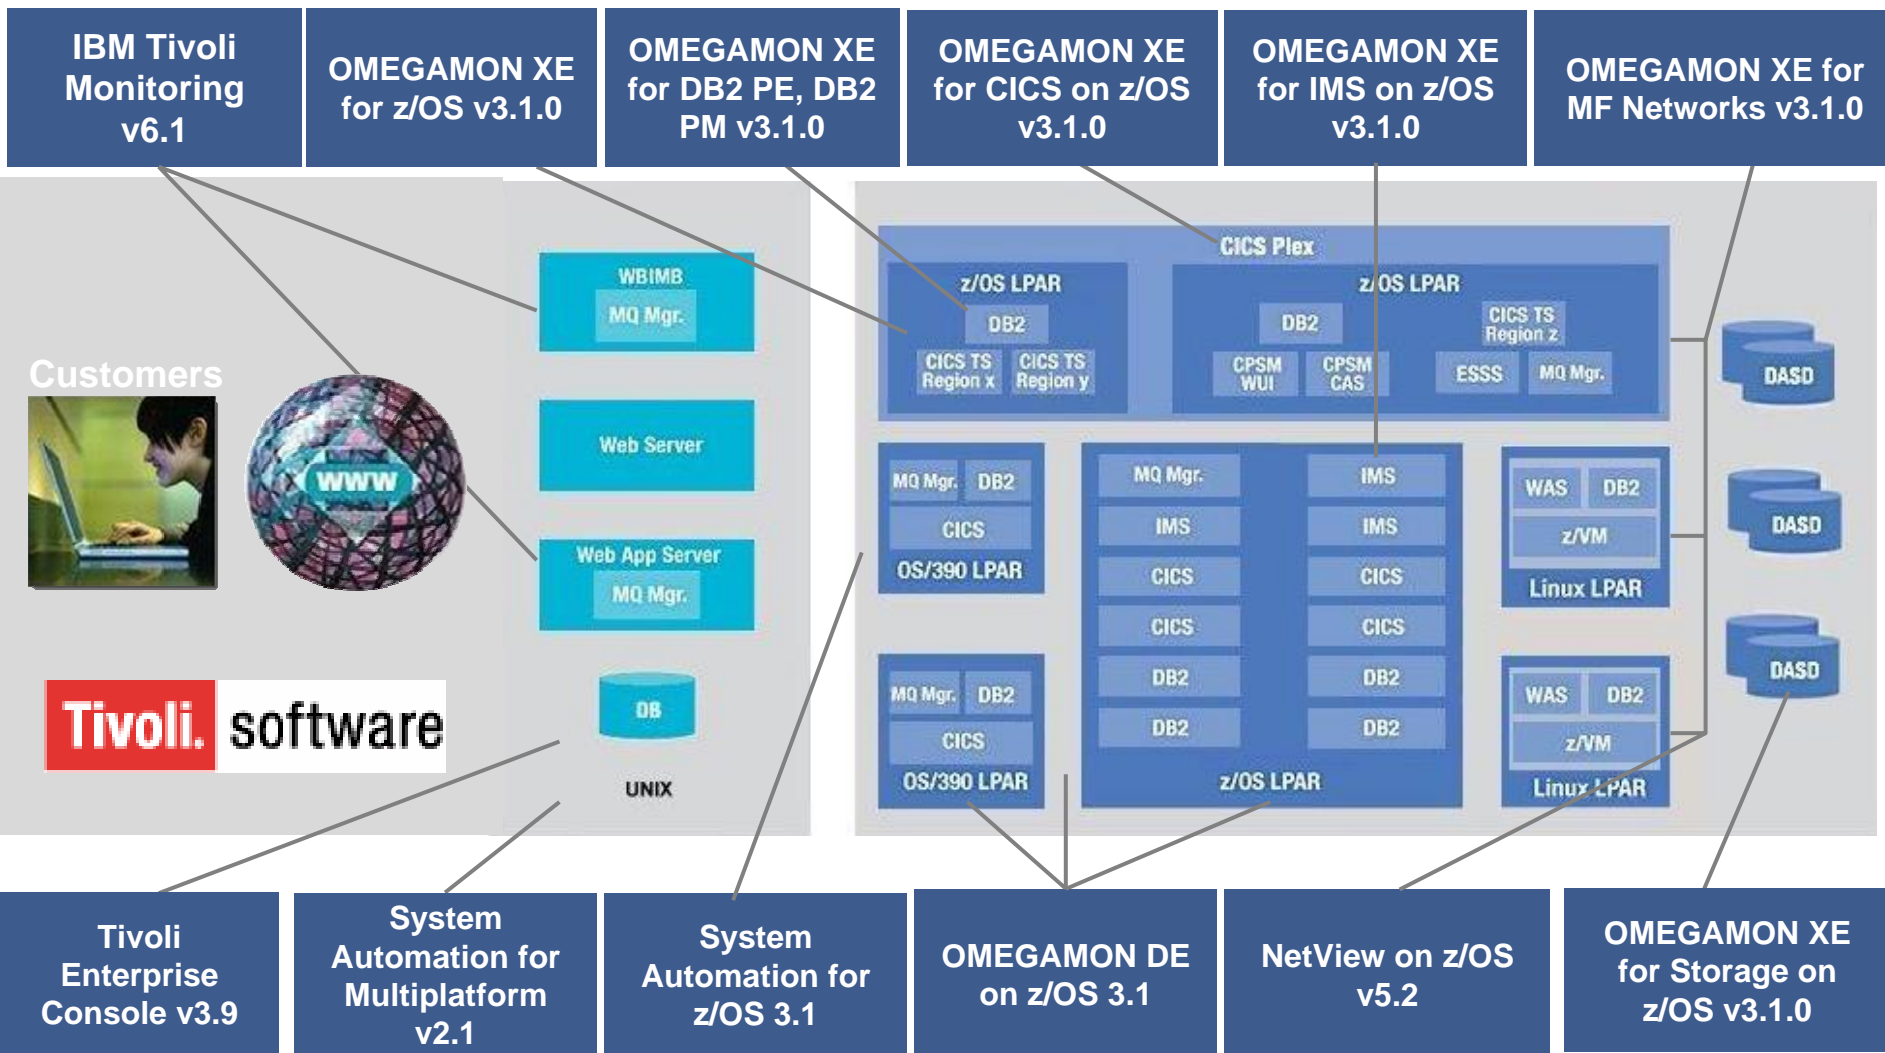 IBM Tivoli
Monitoring
v6.1
OMEGAMON XE
for z/OS v3.1.0
OMEGAMON XE
for DB2 PE, DB2
PM v3.1.0
OMEGAMON XE
for CICS on z/OS
v3.1.0
OMEGAMON XE
for IMS on z/OS
v3.1.0
OMEGAMON XE for
MF Networks v3.1.0
Customers
WWW
Tivoli. software
WBIMB
MQ Mgr.
Web Server
Web App Server
MQ Mgr.
DB
UNIX
CICS Plex
z/OS LPAR
DB2
CICS TS
Region x
CICS TS
Region y
z/OS LPAR
DB2
CICS TS
Region z
CPSM
WUI
CPSM
CAS
ESSS
MQ Mgr.
MQ Mgr.
DB2
CICS
OS/390 LPAR
MQ Mgr.
DB2
CICS
OS/390 LPAR
MQ Mgr.
IMS
IMS
IMS
CICS
CICS
CICS
CICS
DB2
DB2
DB2
DB2
z/OS LPAR
WAS
DB2
z/VM
Linux LPAR
WAS
DB2
z/VM
Linux LPAR
DASD
DASD
DASD
Tivoli
Enterprise
Console v3.9
System
Automation for
Multiplatform
v2.1
System
Automation for
z/OS 3.1
OMEGAMON DE
on z/OS 3.1
NetView on z/OS
v5.2
OMEGAMON XE
for Storage on
z/OS v3.1.0